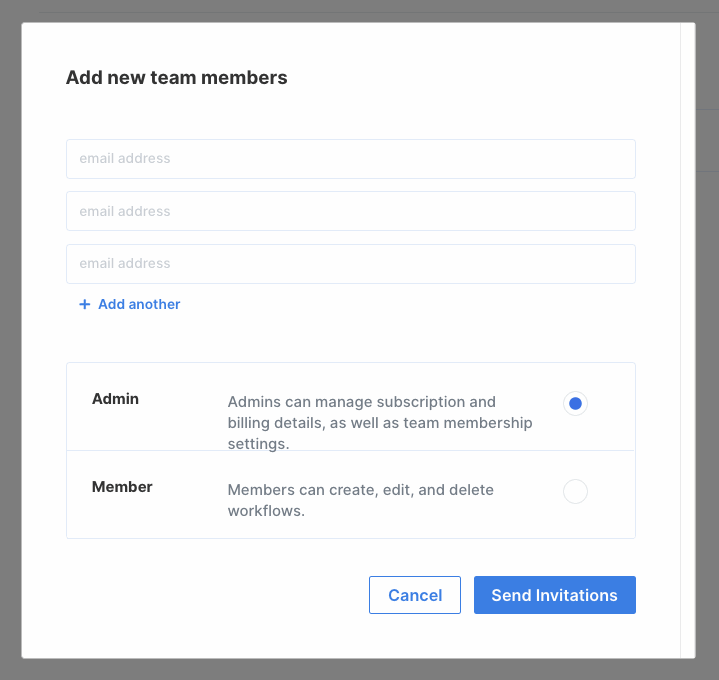 Add new team members
email address
email address
email address
+ Add another
Admin
Admins can manage subscription and
billing details, as well as team membership
settings.
Member
Members can create, edit, and delete
workflows.
Cancel
Send Invitations